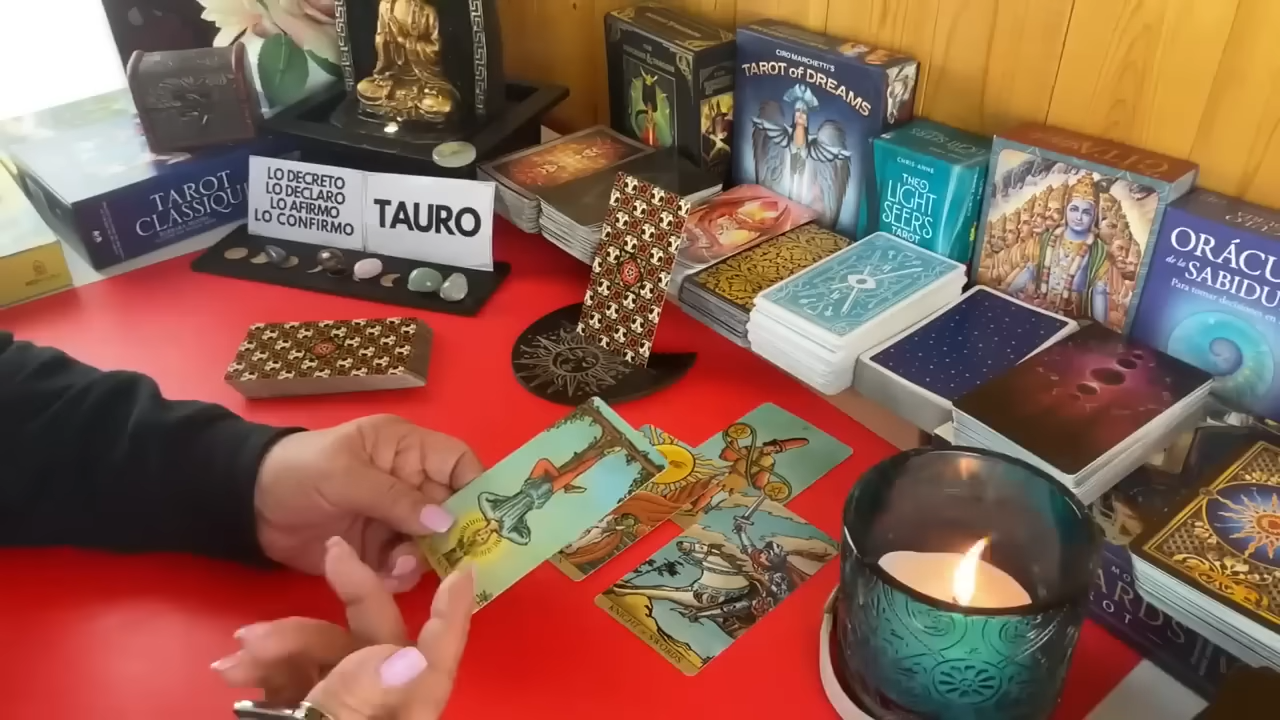 CIRO MARCHETTI'S
TAROT of DREAMS
CHRIS-ANNE
THE
LIGHT
SEER'S
TAROT
TAROT
CLASSIQU
LO DECRETO
LO DECLARO
LO AFIRMO
LO CONFIRMO
TAURO
ORÁCU
de la SABIDU
Para tomar decisiones en
KNIGHT of SWORDS